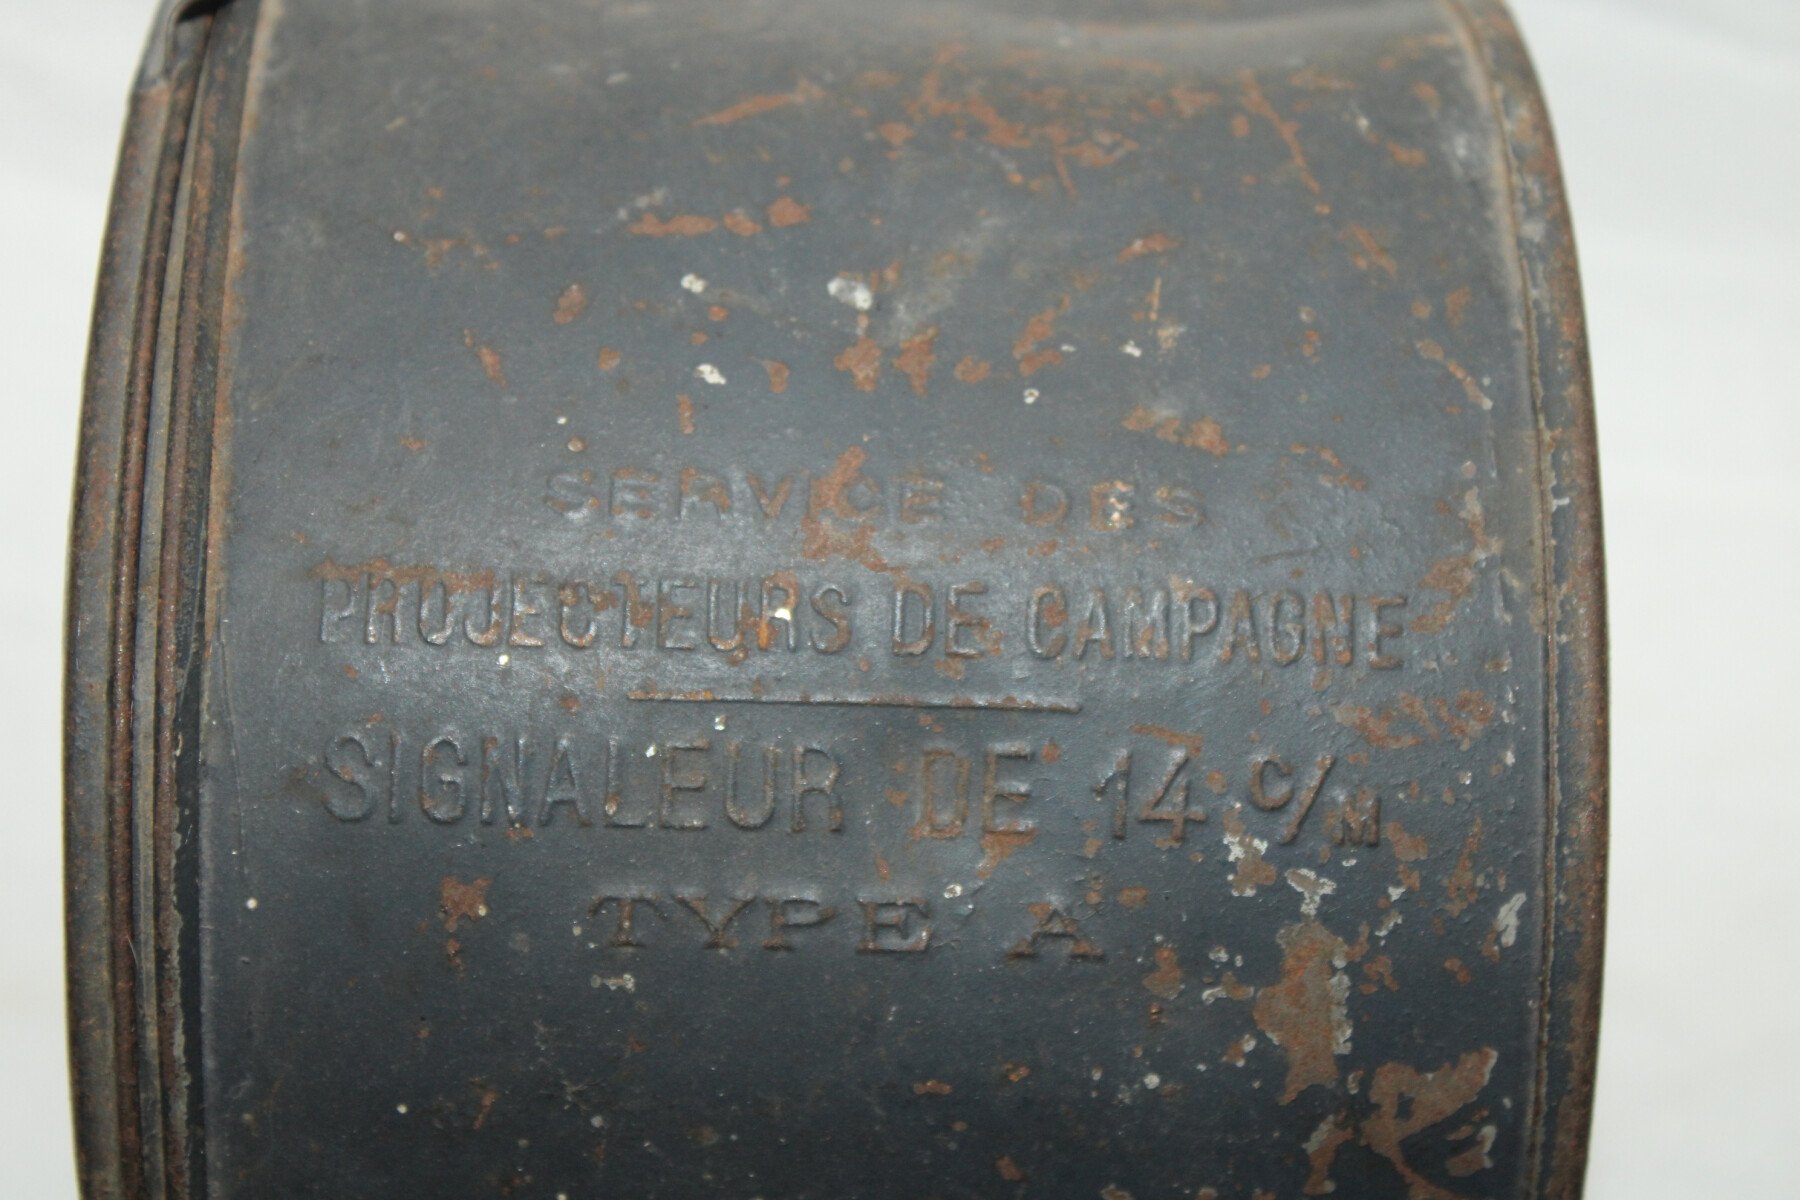 SERVICE DES
PROJECTEURS DE CAMPAGNE
SIGNALEUR DE 14 C/M
TYPE A